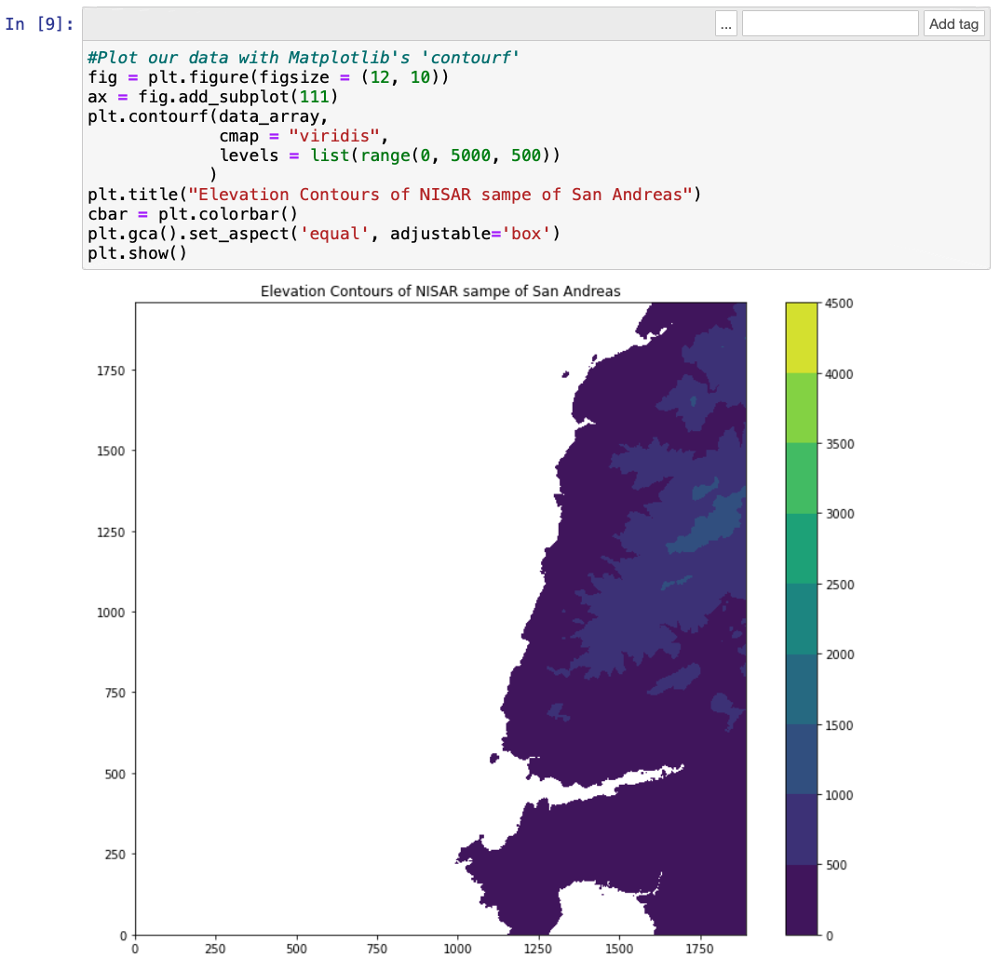 In [9]:
... Add tag
#Plot our data with Matplotlib's 'contourf'
fig = plt.figure(figsize = (12, 10))
ax = fig.add_subplot(111)
plt.contourf(data_array,
             cmap = "viridis",
             levels = list(range(0, 5000, 500))
            )
plt.title("Elevation Contours of NISAR sampe of San Andreas")
cbar = plt.colorbar()
plt.gca().set_aspect('equal', adjustable='box')
plt.show()
Elevation Contours of NISAR sampe of San Andreas
1750
1500
1250
1000
750
500
250
0
0 250 500 750 1000 1250 1500 1750
4500
4000
3500
3000
2500
2000
1500
1000
500
0